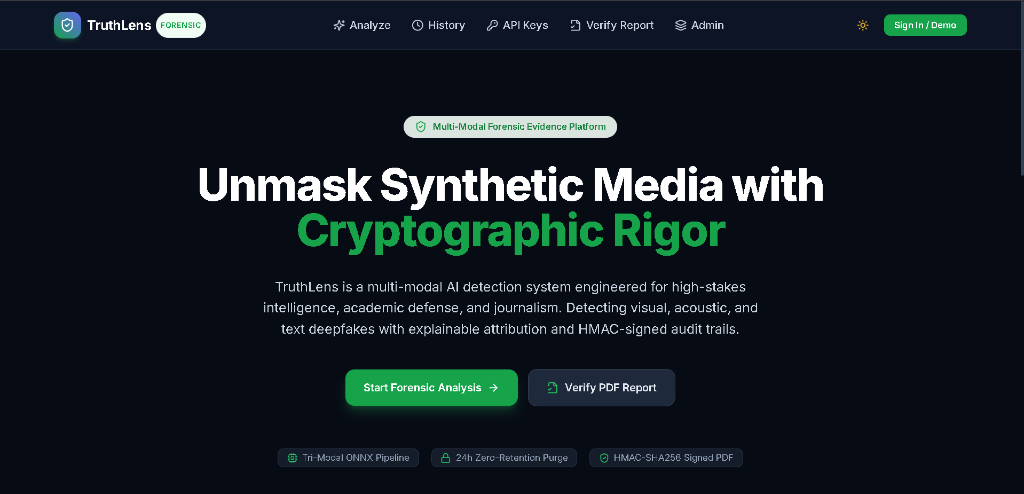 TruthLens FORENSIC
Analyze
History
API Keys
Verify Report
Admin
Sign In / Demo
Multi-Modal Forensic Evidence Platform
Unmask Synthetic Media with
Cryptographic Rigor
TruthLens is a multi-modal AI detection system engineered for high-stakes
intelligence, academic defense, and journalism. Detecting visual, acoustic, and
text deepfakes with explainable attribution and HMAC-signed audit trails.
Start Forensic Analysis →
Verify PDF Report
Tri-Modal ONNX Pipeline
24h Zero-Retention Purge
HMAC-SHA256 Signed PDF